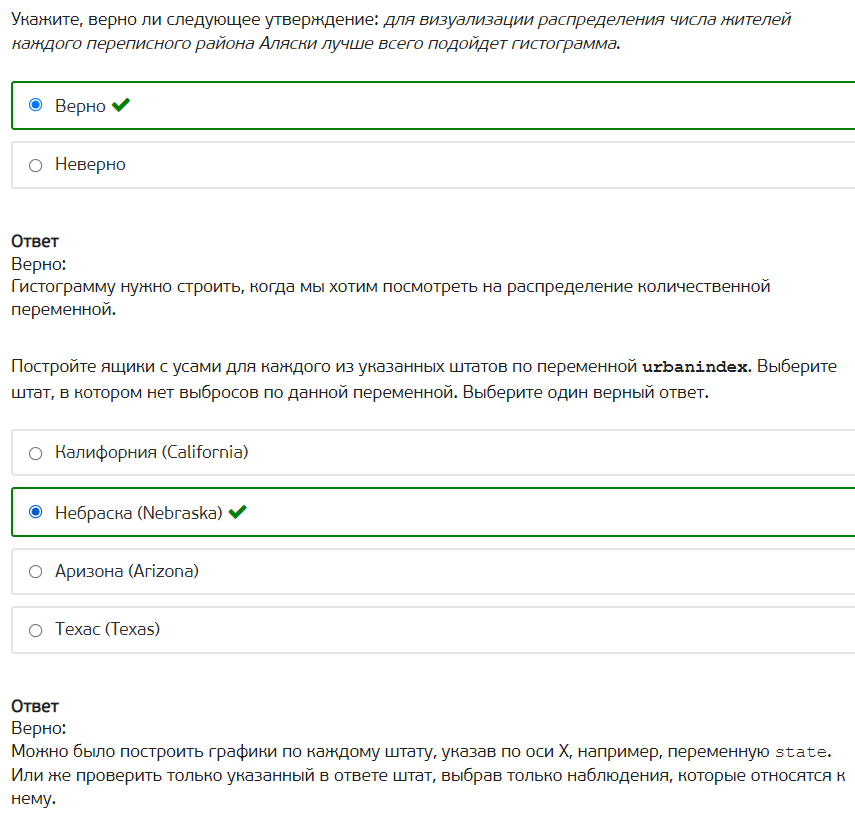 Укажите, верно ли следующее утверждение: для визуализации распределения числа жителей
каждого переписного района Аляски лучше всего подойдет гистограмма.
Верно
Неверно
Ответ
Верно:
Гистограмму нужно строить, когда мы хотим посмотреть на распределение количественной
переменной.
Постройте ящики с усами для каждого из указанных штатов по переменной urbanindex. Выберите
штат, в котором нет выбросов по данной переменной. Выберите один верный ответ.
Калифорния (California)
Небраска (Nebraska)
Аризона (Arizona)
Техас (Texas)
Ответ
Верно:
Можно было построить графики по каждому штату, указав по оси X, например, переменную state.
Или же проверить только указанный в ответе штат, выбрав только наблюдения, которые относятся к
нему.